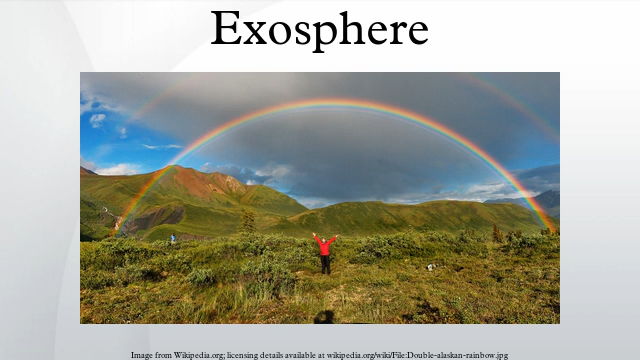 Exosphere
Image from Wikipedia.org; licensing details available at wikipedia.org/wiki/File:Double-alaskan-rainbow.jpg